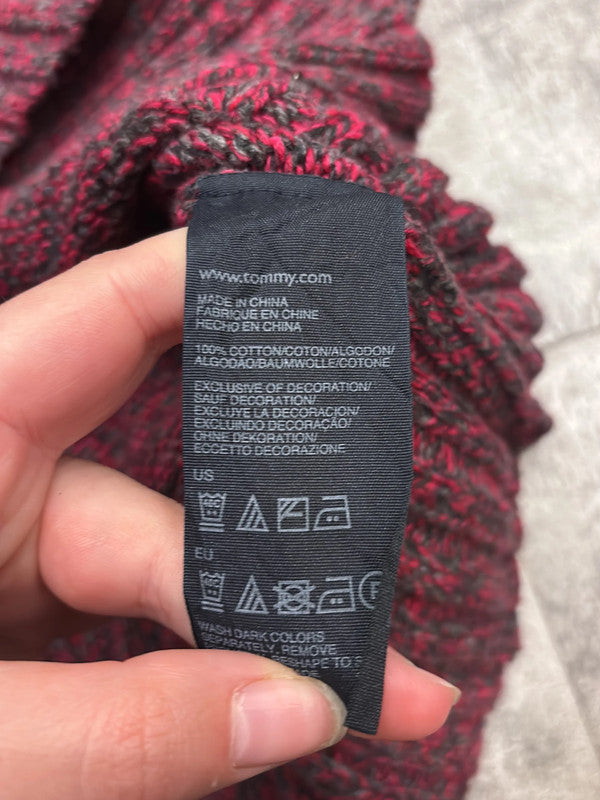 www.tommy.com
MADE IN CHINA
FABRIQUE EN CHINE
HECHO EN CHINA
100% COTTON/COTON/ALGODON/
ALGODÃO/BAUMWOLLE/COTONE
EXCLUSIVE OF DECORATION/
SAUF DECORATION/
EXCLUYE LA DECORACION/
EXCLUINDO DECORAÇÃO/
OHNE DEKORATION/
ECCETTO DECORAZIONE
US
EU
WASH DARK COLORS
SEPARATELY, REMOVE
RESHAPE TO